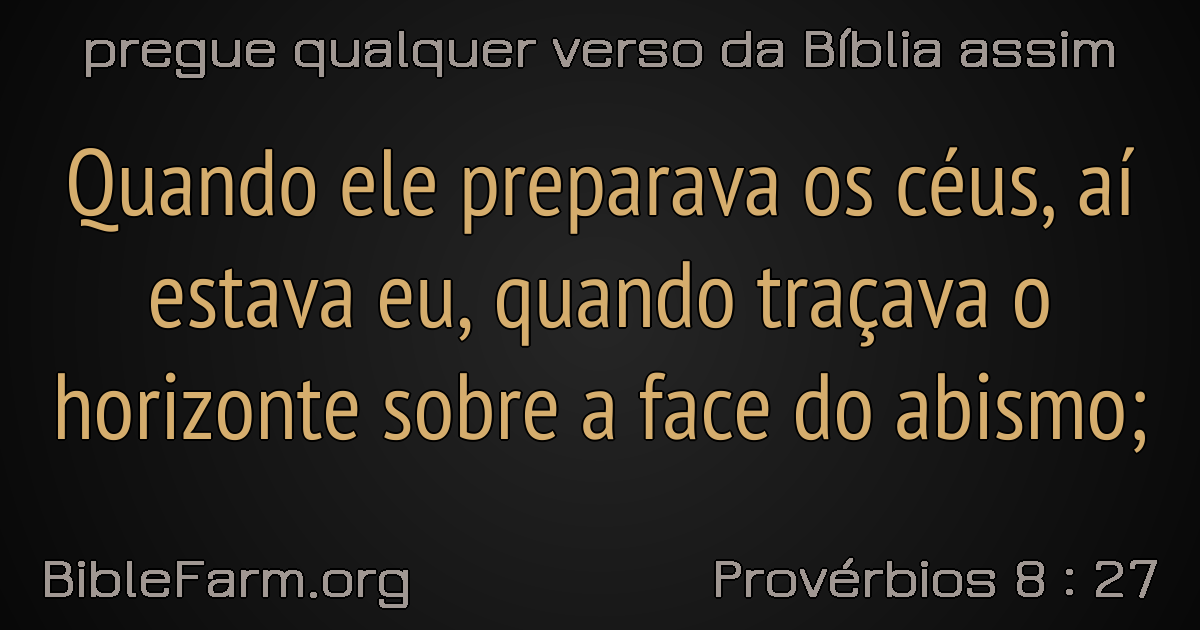 pregue qualquer verso da Bíblia assim
Quando ele preparava os céus, aí
estava eu, quando traçava o
horizonte sobre a face do abismo;
BibleFarm.org
Provérbios 8 : 27